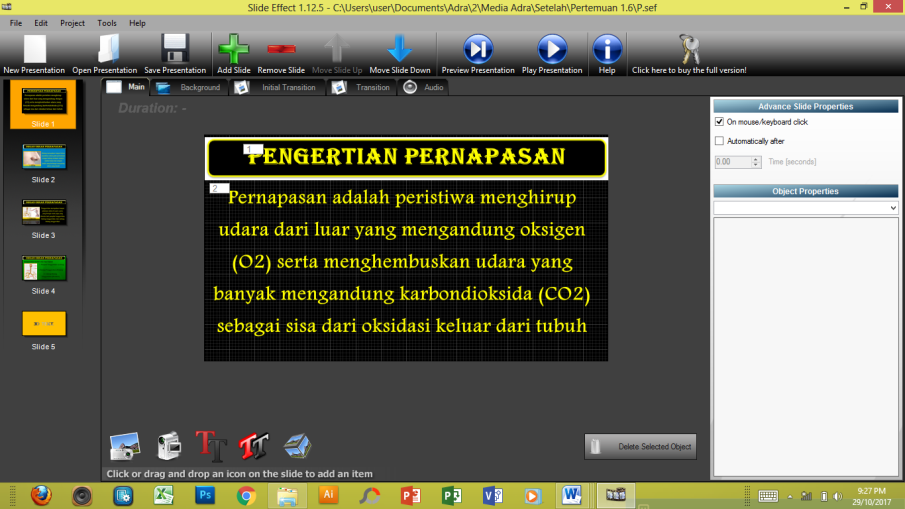 Slide Effect 1.12.5 - C:\Users\user\Documents\Adra\2\Media Adra\Setelah\Pertemuan 1.6\P.sef
File Edit Project Tools Help
New Presentation Open Presentation Save Presentation Add Slide Remove Slide Move Slide Up Move Slide Down Preview Presentation Play Presentation Help Click here to buy the full version!
Main Background Initial Transition Transition Audio
Duration: -
Slide 1
Slide 2
Slide 3
Slide 4
Slide 5
1
PENGERTIAN PERNAPASAN
2
Pernapasan adalah peristiwa menghirup
udara dari luar yang mengandung oksigen
(O2) serta menghembuskan udara yang
banyak mengandung karbondioksida (CO2)
sebagai sisa dari oksidasi keluar dari tubuh
Advance Slide Properties
On mouse/keyboard click
Automatically after
0.00 Time [seconds]
Object Properties
Delete Selected Object
Click or drag and drop an icon on the slide to add an item
9:27 PM
29/10/2017